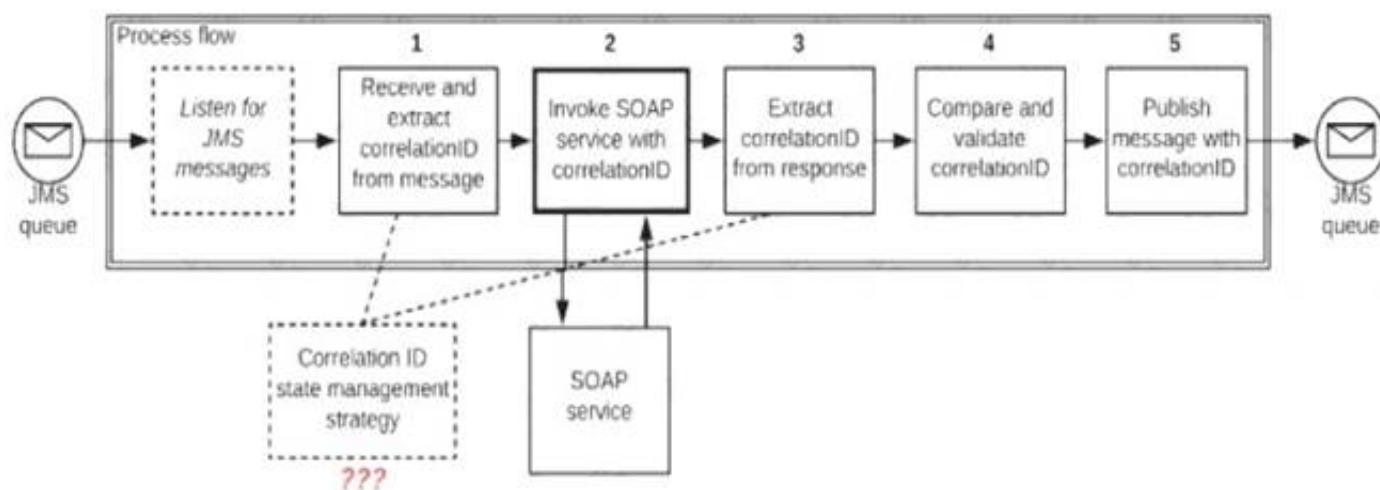 Process flow
1
2
3
4
5
Listen for
JMS
messages
Receive and
extract
correlationID
from message
Invoke SOAP
service with
correlationID
Extract
correlationID
from response
Compare and
validate
correlationID
Publish
message with
correlationID
JMS
queue
JMS
queue
Correlation ID
state management
strategy
???
SOAP
service